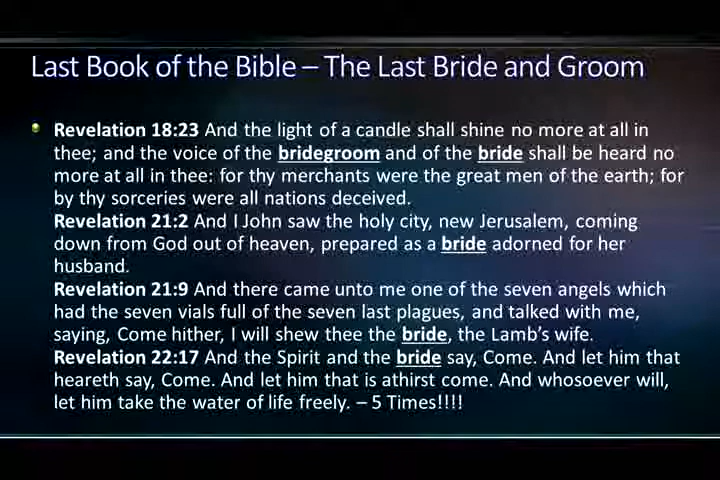 Last Book of the Bible – The Last Bride and Groom
Revelation 18:23 And the light of a candle shall shine no more at all in
thee; and the voice of the bridegroom and of the bride shall be heard no
more at all in thee: for thy merchants were the great men of the earth; for
by thy sorceries were all nations deceived.
Revelation 21:2 And I John saw the holy city, new Jerusalem, coming
down from God out of heaven, prepared as a bride adorned for her
husband.
Revelation 21:9 And there came unto me one of the seven angels which
had the seven vials full of the seven last plagues, and talked with me,
saying, Come hither, I will shew thee the bride, the Lamb's wife.
Revelation 22:17 And the Spirit and the bride say, Come. And let him that
heareth say, Come. And let him that is athirst come. And whosoever will,
let him take the water of life freely. – 5 Times!!!!